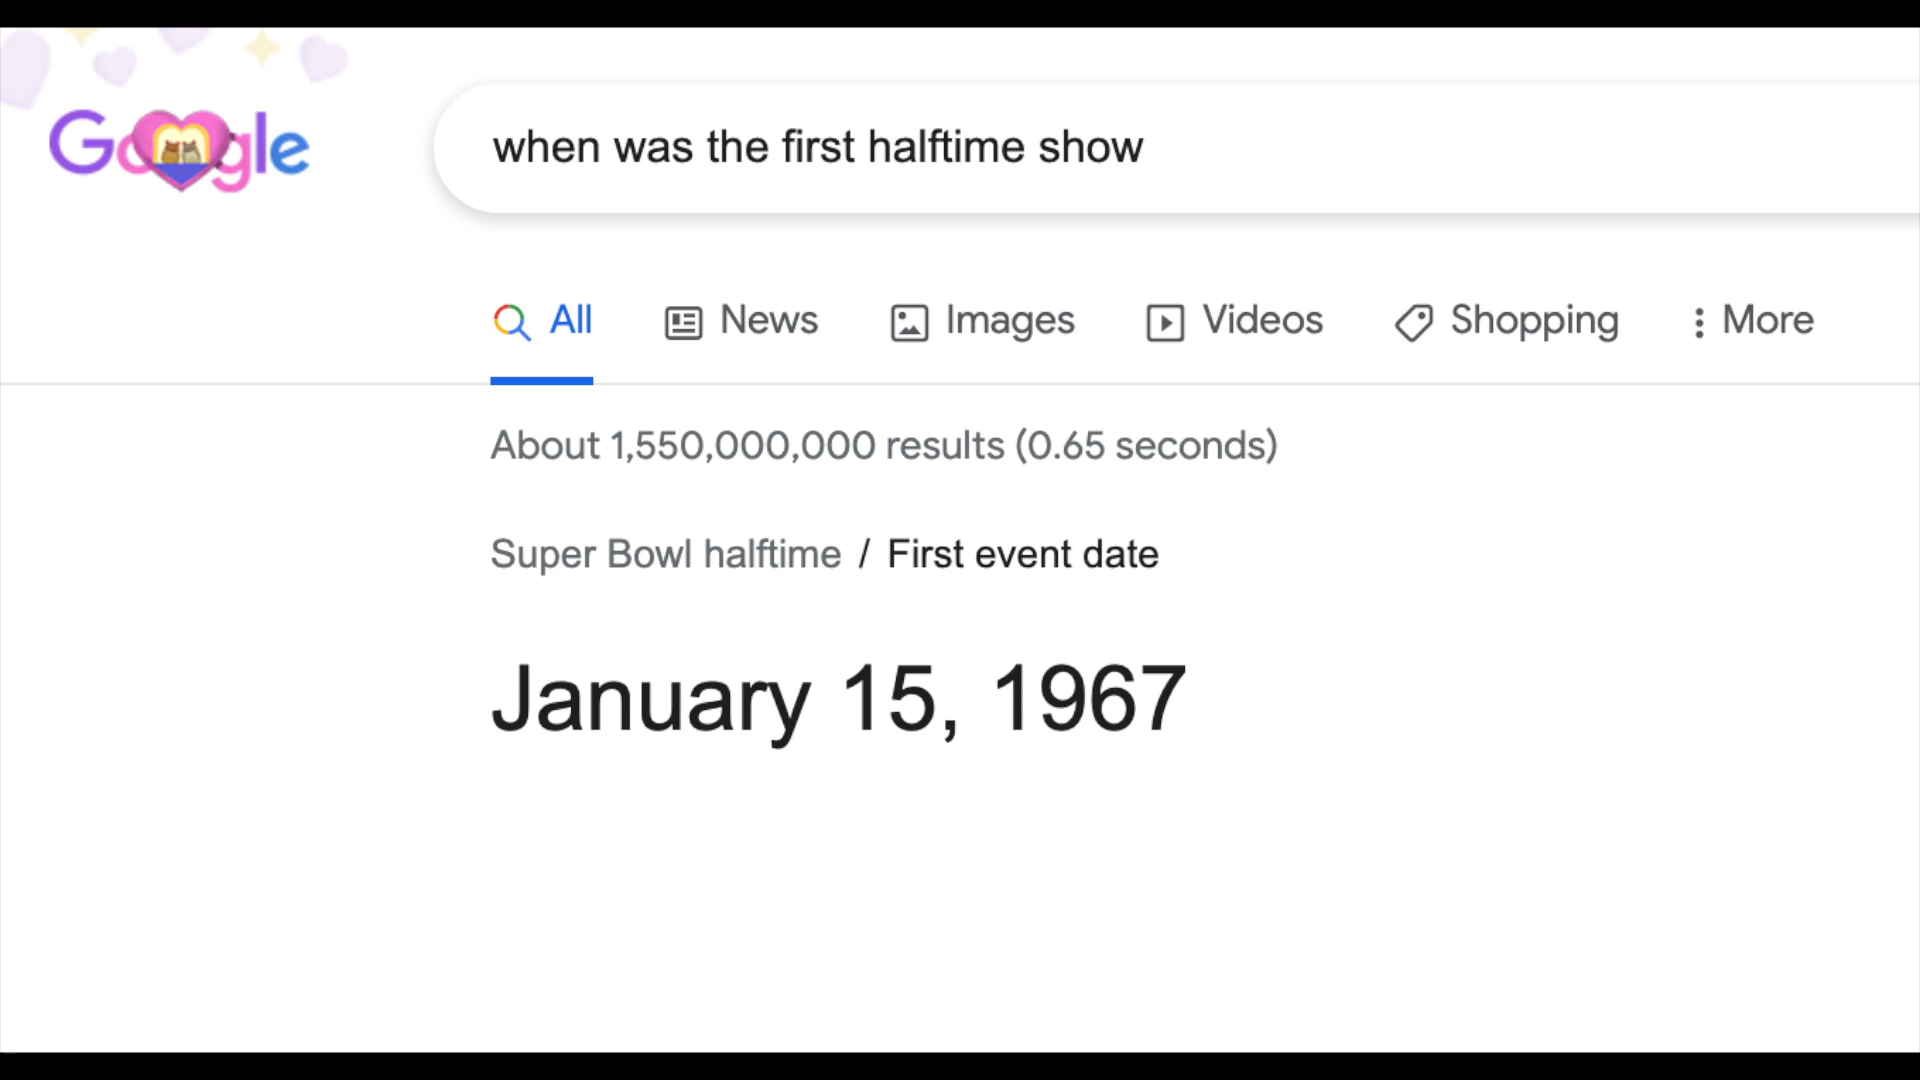 Google
when was the first halftime show
All News Images Videos Shopping More
About 1,550,000,000 results (0.65 seconds)
Super Bowl halftime / First event date
January 15, 1967